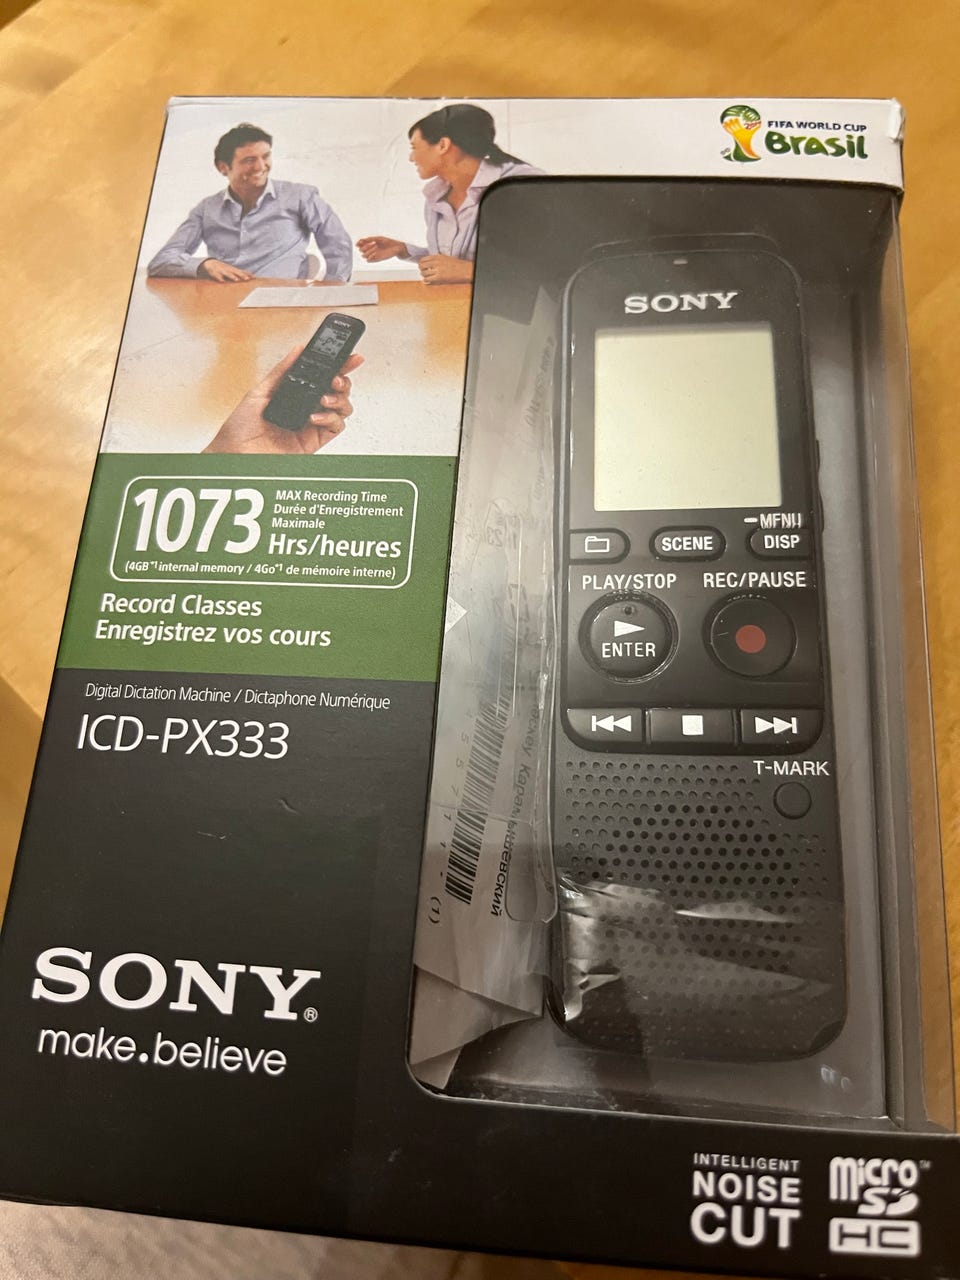 FIFA WORLD CUP
Brasil
SONY
SONY
1073
MAX Recording Time
Durée d'Enregistrement
Maximale
Hrs/heures
(4GB*1 internal memory / 4Go*1 de mémoire interne)
Record Classes
Enregistrez vos cours
Digital Dictation Machine / Dictaphone Numérique
ICD-PX333
MENU
SCENE
DISP
PLAY/STOP
REC/PAUSE
ENTER
T-MARK
SONY®
make.believe
INTELLIGENT
NOISE
CUT
micro
SD
HC
™